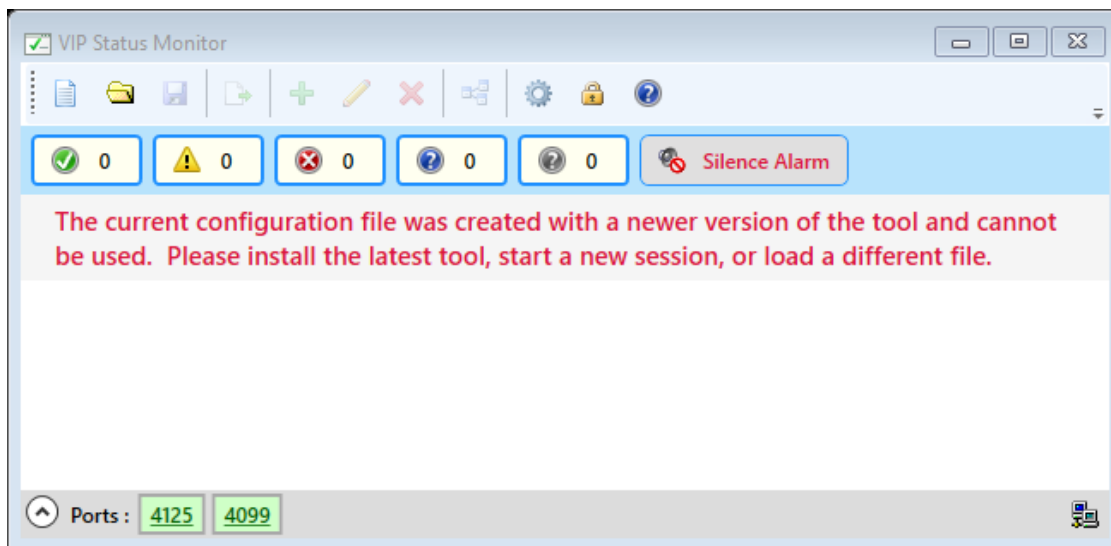 VIP Status Monitor
0 0 0 0 0 Silence Alarm
The current configuration file was created with a newer version of the tool and cannot
be used.  Please install the latest tool, start a new session, or load a different file.
Ports : 4125 4099